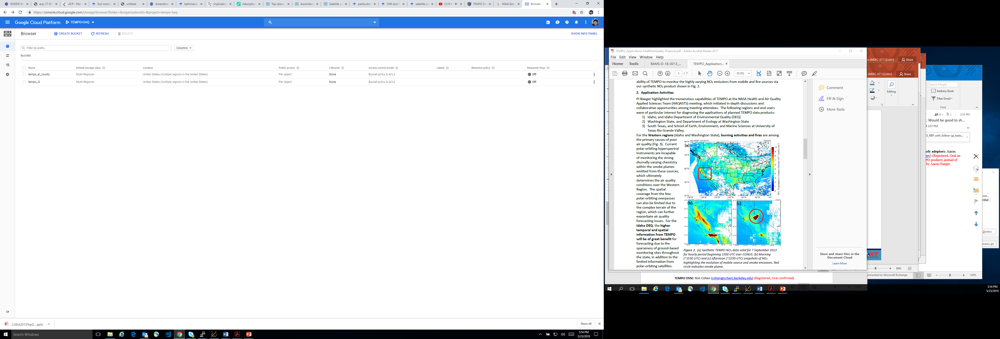 EOSDIS W
acp-17-81
ACP - Pee
Soil moistu
untitled
Amendme
kathmandu
Implication
Adsorption
Top-down
Assimilate
Satellite co
particulate
OMI and
satellite da
(1) 8 H
TEMPO Ea
MAIA Early
Browser -
https://console.cloud.google.com/storage/browser?folder=&organizationId=&project=tempo-haq
Google Cloud Platform
TEMPO-HAQ
Browser
CREATE BUCKET
REFRESH
DELETE
SHOW INFO PANEL
Filter by prefix...
Columns
Buckets
Name Default storage class Location Public access Lifecycle Access control model Labels Retention policy Requester Pays
tempo_al_county Multi-Regional United States (multiple regions in the United States) Per object None Bucket policy & ACLs Off
tempo_l2 Multi-Regional United States (multiple regions in the United States) Per object None Bucket policy & ACLs Off
2.GEIA2015TopD....pptx
Show all
Search Windows
3:54 PM
5/23/2019
TEMPO_Applications-HealthAirQuality-Proposal.pdf - Adobe Acrobat Reader 2017
File Edit View Window Help
Home Tools BAMS-D-18-0013_... TEMPO_Application...
3 / 7
85.8%
ability of TEMPO to monitor the highly varying NO₂ emissions from mobile and fire sources via
our synthetic NO₂ product shown in Fig. 2.
2. Application Activities
PI Naeger highlighted the tremendous capabilities of TEMPO at the NASA Health and Air Quality
Applied Sciences Team (HAQAST5) meeting, which initiated in-depth discussions and
collaborative opportunities among meeting attendees. The following regions and end users
were of particular interest for diagnosing the applications of planned TEMPO data products:
1) Idaho, and Idaho Department of Environmental Quality (DEQ)
2) Washington State, and Department of Ecology at Washington State
3) South Texas, and School of Earth, Environment, and Marine Sciences at University of
Texas Rio Grande Valley.
For the Western regions (Idaho and Washington State), burning activities and fires are among
the primary causes of poor
air quality (Fig. 3). Current
polar-orbiting hyperspectral
instruments are incapable
of monitoring the strong
diurnally varying chemistry
within the smoke plumes
emitted from these sources,
which ultimately
determines the air quality
conditions over the Western
Region. The spatial
coverage from the few
polar-orbiting overpasses
can also be limited due to
the complex terrain of the
region, which can further
exacerbate air quality
forecasting issues. For the
Idaho DEQ, the higher
temporal and spatial
information from TEMPO
will be of great benefit for
forecasting due to the
sparseness of ground-based
monitoring sites throughout
the state, in addition to the
limited information from
polar-orbiting satellites.
20130907 1553UTC TEMPO
(a)
60°N
50°N
40°N
30°N
20°N
130°W 120°W 110°W 100°W 90°W 80°W 70°
(b)
(c)
Figure 2. (a) Synthetic TEMPO NO₂ data valid for 7 September 2013
for hourly period beginning 1500 UTC over CONUS. (b) Morning
(~1550 UTC) and (c) afternoon (~2250 UTC) snapshots of NO₂
highlighting the evolution of mobile source and smoke emissions. Red
circle indicates smoke plume.
Comment
Fill & Sign
More Tools
Store and share files in the
Document Cloud
Learn More
TEMPO OSSE: Ron Cohen (cohen@cchem.berkeley.edu) (Registered, Oral confirmed)
on (MSFC-ST11)[UAH]
Share
(MSFC-ST11)[UAH]
Share
Editing
Search People
Address Book
Filter Email
Find
1
1
2:55 PM
. Would be good to sh...
9 3:07 PM.
23_RBP_with_follow-up_tasks...
arly adoptors: Aaron
gov) (Registered, Oral on
PO products instead of
by Aaron Naeger
ove...
rdue
Dismiss
ismiss All
RT
89%
onnected to: Microsoft Exchange
100%
3:54 PM
5/23/2019